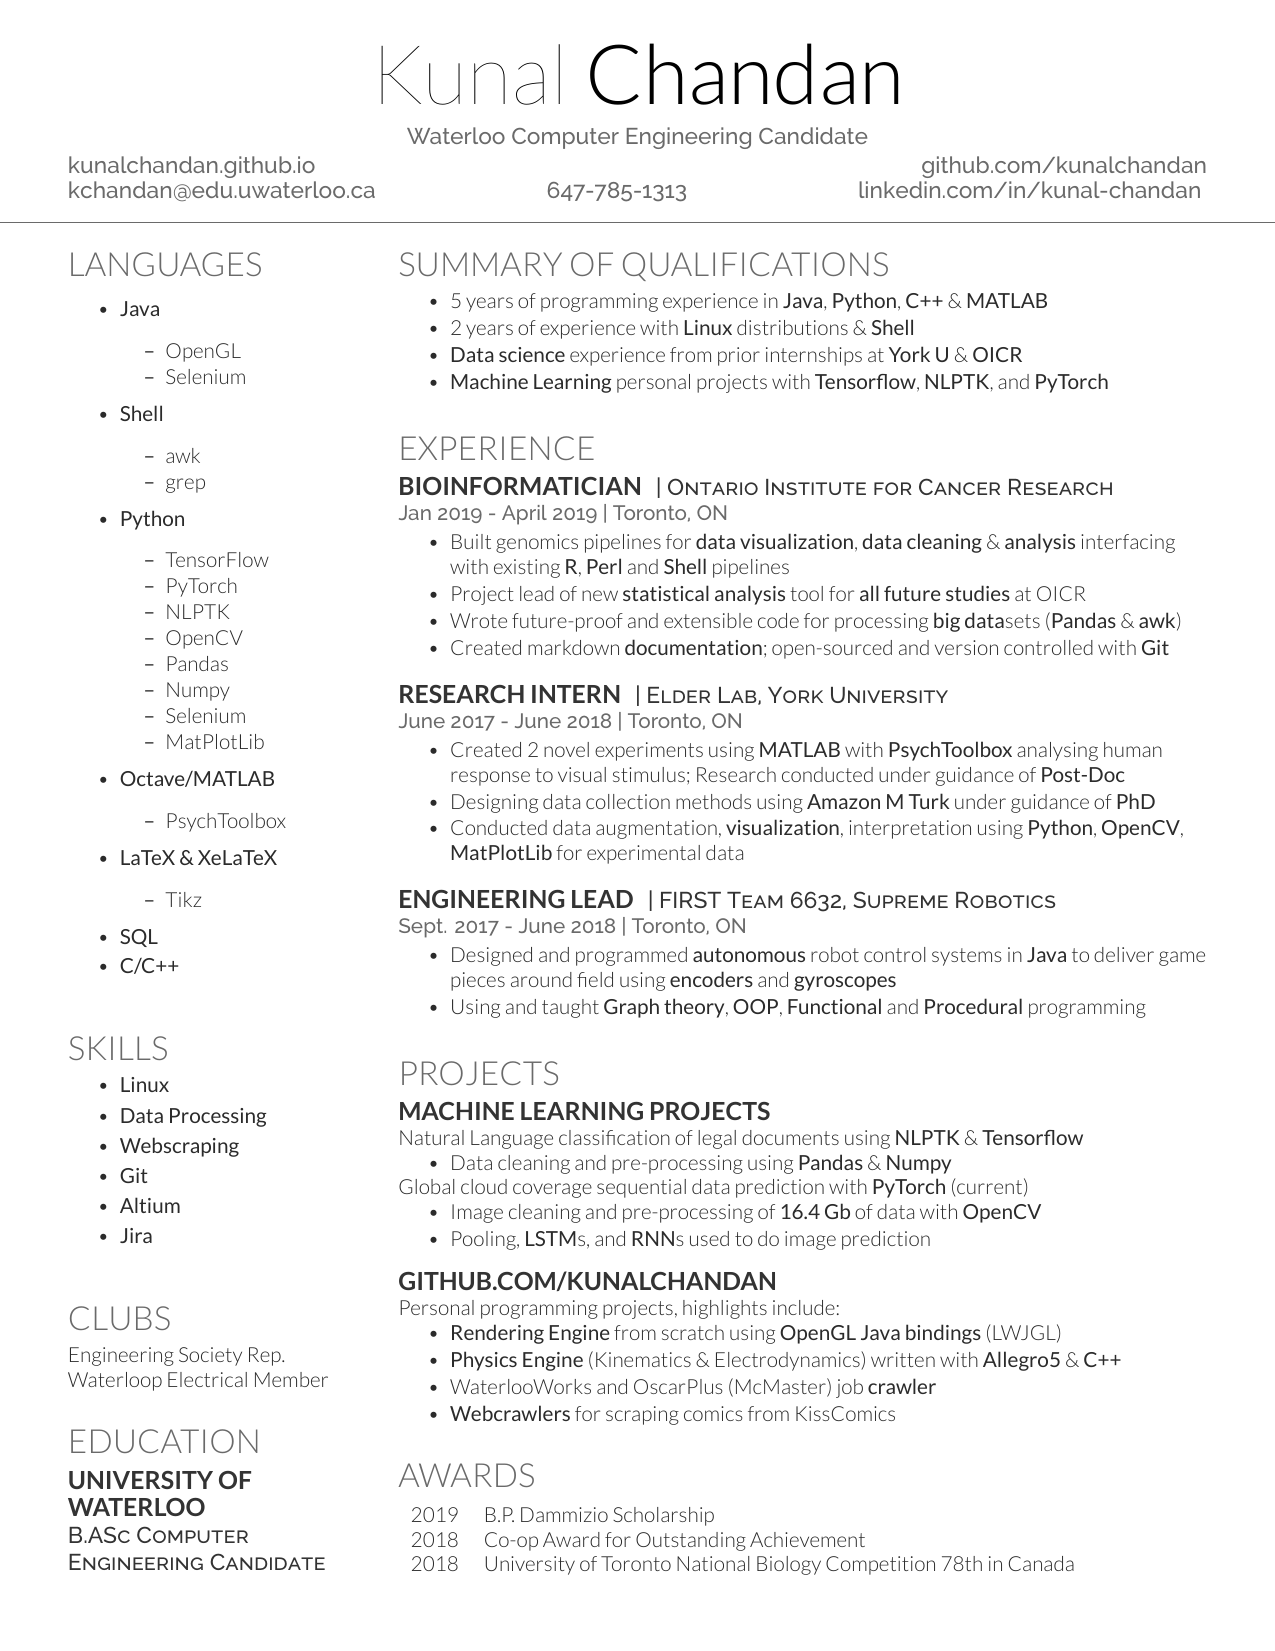 Kunal Chandan
Waterloo Computer Engineering Candidate
kunalchandan.github.io
github.com/kunalchandan
kchandan@edu.uwaterloo.ca
647-785-1313
linkedin.com/in/kunal-chandan
LANGUAGES
• Java
– OpenGL
– Selenium
• Shell
– awk
– grep
• Python
– TensorFlow
– PyTorch
– NLPTK
– OpenCV
– Pandas
– Numpy
– Selenium
– MatPlotLib
• Octave/MATLAB
– PsychToolbox
• LaTeX & XeLaTeX
– Tikz
• SQL
• C/C++
SKILLS
• Linux
• Data Processing
• Webscraping
• Git
• Altium
• Jira
CLUBS
Engineering Society Rep.
Waterloop Electrical Member
EDUCATION
UNIVERSITY OF
WATERLOO
B.ASc Computer
Engineering Candidate
SUMMARY OF QUALIFICATIONS
• 5 years of programming experience in Java, Python, C++ & MATLAB
• 2 years of experience with Linux distributions & Shell
• Data science experience from prior internships at York U & OICR
• Machine Learning personal projects with Tensorflow, NLPTK, and PyTorch
EXPERIENCE
BIOINFORMATICIAN | Ontario Institute for Cancer Research
Jan 2019 - April 2019 | Toronto, ON
• Built genomics pipelines for data visualization, data cleaning & analysis interfacing
with existing R, Perl and Shell pipelines
• Project lead of new statistical analysis tool for all future studies at OICR
• Wrote future-proof and extensible code for processing big datasets (Pandas & awk)
• Created markdown documentation; open-sourced and version controlled with Git
RESEARCH INTERN | Elder Lab, York University
June 2017 - June 2018 | Toronto, ON
• Created 2 novel experiments using MATLAB with PsychToolbox analysing human
response to visual stimulus; Research conducted under guidance of Post-Doc
• Designing data collection methods using Amazon M Turk under guidance of PhD
• Conducted data augmentation, visualization, interpretation using Python, OpenCV,
MatPlotLib for experimental data
ENGINEERING LEAD | FIRST Team 6632, Supreme Robotics
Sept. 2017 - June 2018 | Toronto, ON
• Designed and programmed autonomous robot control systems in Java to deliver game
pieces around field using encoders and gyroscopes
• Using and taught Graph theory, OOP, Functional and Procedural programming
PROJECTS
MACHINE LEARNING PROJECTS
Natural Language classification of legal documents using NLPTK & Tensorflow
• Data cleaning and pre-processing using Pandas & Numpy
Global cloud coverage sequential data prediction with PyTorch (current)
• Image cleaning and pre-processing of 16.4 Gb of data with OpenCV
• Pooling, LSTMs, and RNNs used to do image prediction
GITHUB.COM/KUNALCHANDAN
Personal programming projects, highlights include:
• Rendering Engine from scratch using OpenGL Java bindings (LWJGL)
• Physics Engine (Kinematics & Electrodynamics) written with Allegro5 & C++
• WaterlooWorks and OscarPlus (McMaster) job crawler
• Webcrawlers for scraping comics from KissComics
AWARDS
2019 B.P. Dammizio Scholarship
2018 Co-op Award for Outstanding Achievement
2018 University of Toronto National Biology Competition 78th in Canada